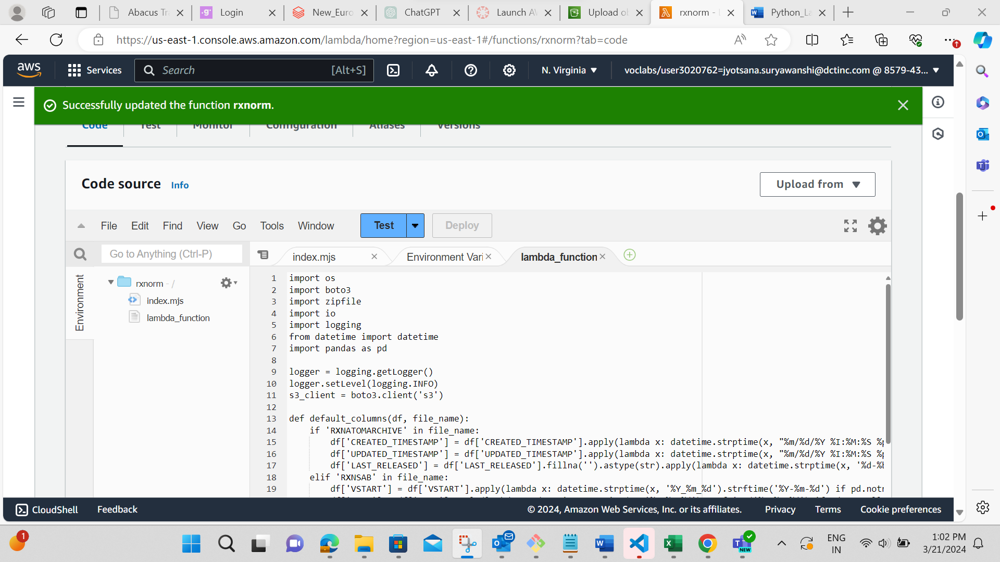 Abacus Tr
Login
New_Euro
ChatGPT
Launch AW
Upload ob
rxnorm -
Python_La
https://us-east-1.console.aws.amazon.com/lambda/home?region=us-east-1#/functions/rxnorm?tab=code
aws
Services
Search
[Alt+S]
N. Virginia
voclabs/user3020762=jyotsana.suryawanshi@dctinc.com @ 8579-43...
Successfully updated the function rxnorm.
Code
Test
Monitor
Configuration
Aliases
Versions
Code source
Info
Upload from
File
Edit
Find
View
Go
Tools
Window
Test
Deploy
Go to Anything (Ctrl-P)
index.mjs
Environment Vari
lambda_function
Environment
rxnorm - /
index.mjs
lambda_function
1 import os
2 import boto3
3 import zipfile
4 import io
5 import logging
6 from datetime import datetime
7 import pandas as pd
8
9 logger = logging.getLogger()
10 logger.setLevel(logging.INFO)
11 s3_client = boto3.client('s3')
12
13 def default_columns(df, file_name):
14 if 'RXNATOMARCHIVE' in file_name:
15 df['CREATED_TIMESTAMP'] = df['CREATED_TIMESTAMP'].apply(lambda x: datetime.strptime(x, "%m/%d/%Y %I:%M:%S %p
16 df['UPDATED_TIMESTAMP'] = df['UPDATED_TIMESTAMP'].apply(lambda x: datetime.strptime(x, "%m/%d/%Y %I:%M:%S %p
17 df['LAST_RELEASED'] = df['LAST_RELEASED'].fillna('').astype(str).apply(lambda x: datetime.strptime(x, '%d-%b
18 elif 'RXNSAB' in file_name:
19 df['VSTART'] = df['VSTART'].apply(lambda x: datetime.strptime(x, '%Y_%m_%d').strftime('%Y-%m-%d') if pd.notn
CloudShell
Feedback
© 2024, Amazon Web Services, Inc. or its affiliates.
Privacy
Terms
Cookie preferences
1
NEW
ENG
IN
1:02 PM
3/21/2024